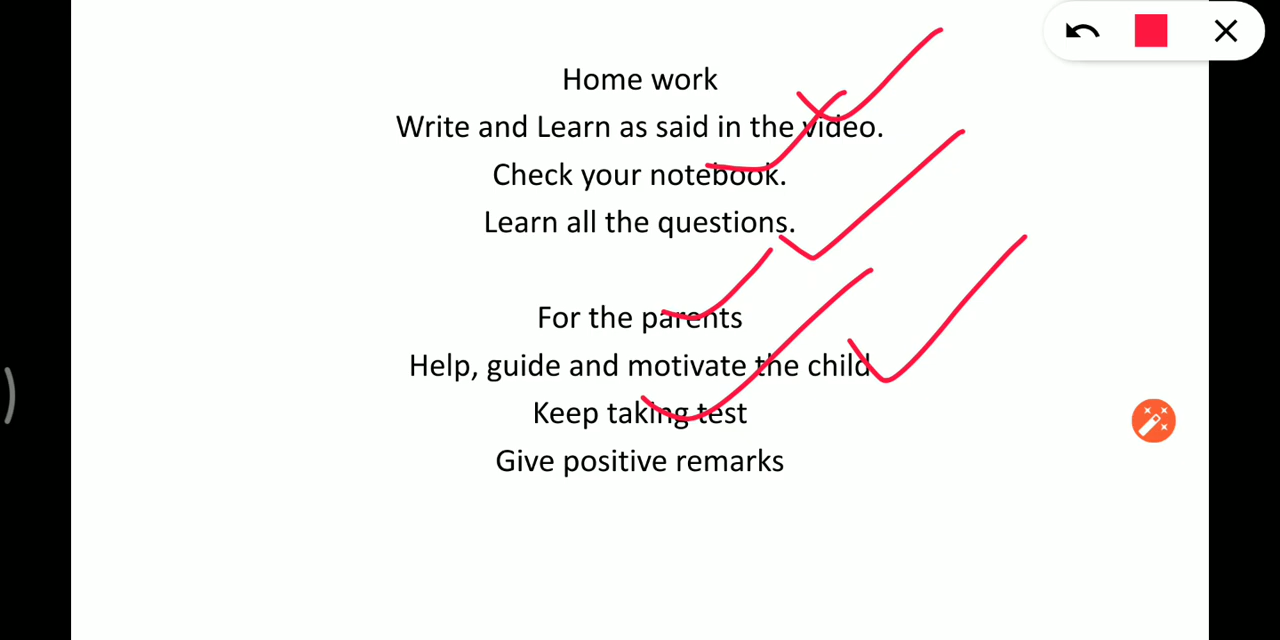 Home work
Write and Learn as said in the video.
Check your notebook.
Learn all the questions.
For the parents
Help, guide and motivate the child
Keep taking test
Give positive remarks